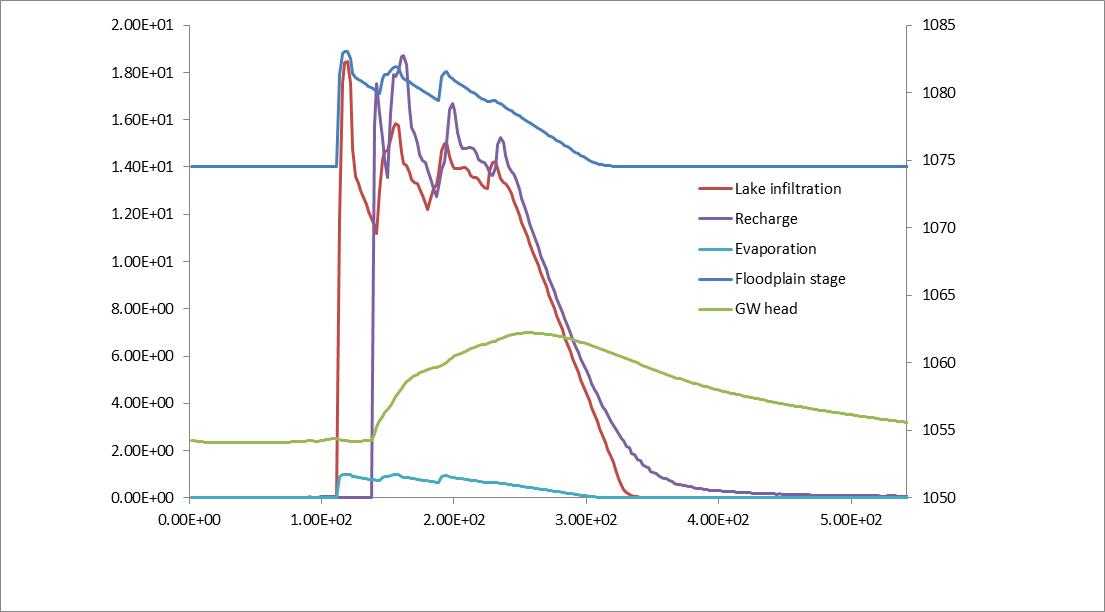 2.00E+01
1.80E+01
1.60E+01
1.40E+01
1.20E+01
1.00E+01
8.00E+00
6.00E+00
4.00E+00
2.00E+00
0.00E+00
0.00E+00 1.00E+02 2.00E+02 3.00E+02 4.00E+02 5.00E+02
1085
1080
1075
1070
1065
1060
1055
1050
Lake infiltration
Recharge
Evaporation
Floodplain stage
GW head